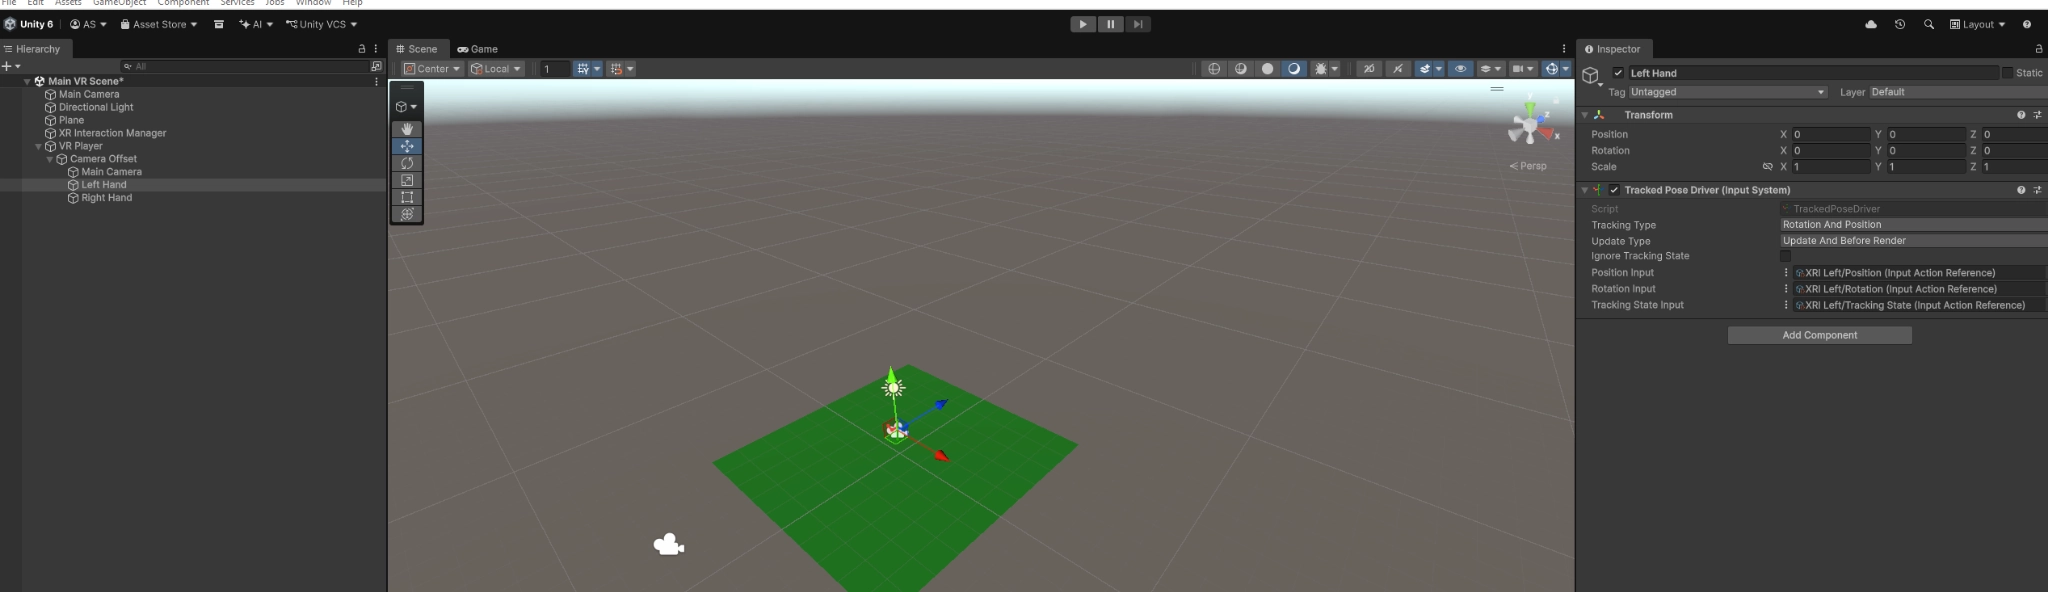 File Edit Assets GameObject Component Services Jobs Window Help
Unity 6 AS Asset Store AI Unity VCS Layout
Hierarchy
All
Main VR Scene*
Main Camera
Directional Light
Plane
XR Interaction Manager
VR Player
Camera Offset
Main Camera
Left Hand
Right Hand
Scene Game
Center Local 1 2D
y
z
x
< Persp
Inspector
Left Hand Static
Tag Untagged Layer Default
Transform
Position X 0 Y 0 Z 0
Rotation X 0 Y 0 Z 0
Scale X 1 Y 1 Z 1
Tracked Pose Driver (Input System)
Script TrackedPoseDriver
Tracking Type Rotation And Position
Update Type Update And Before Render
Ignore Tracking State
Position Input XRI Left/Position (Input Action Reference)
Rotation Input XRI Left/Rotation (Input Action Reference)
Tracking State Input XRI Left/Tracking State (Input Action Reference)
Add Component